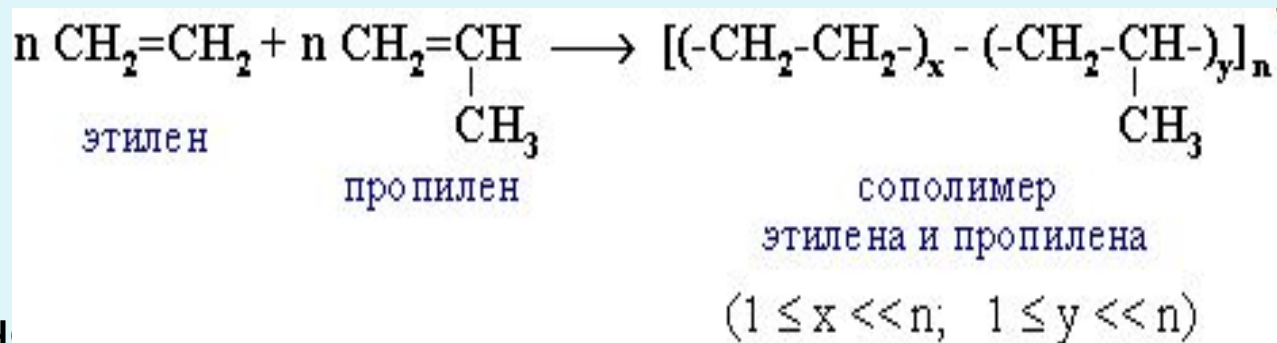 n CH₂=CH₂ + n CH₂=CH ⟶ [(-CH₂-CH₂-)ₓ - (-CH₂-CH-)ᵧ]ₙ
CH₃ CH₃
этилен
пропилен сополимер
этилена и пропилена
(1 ≤ x <<n; 1 ≤ y <<n)